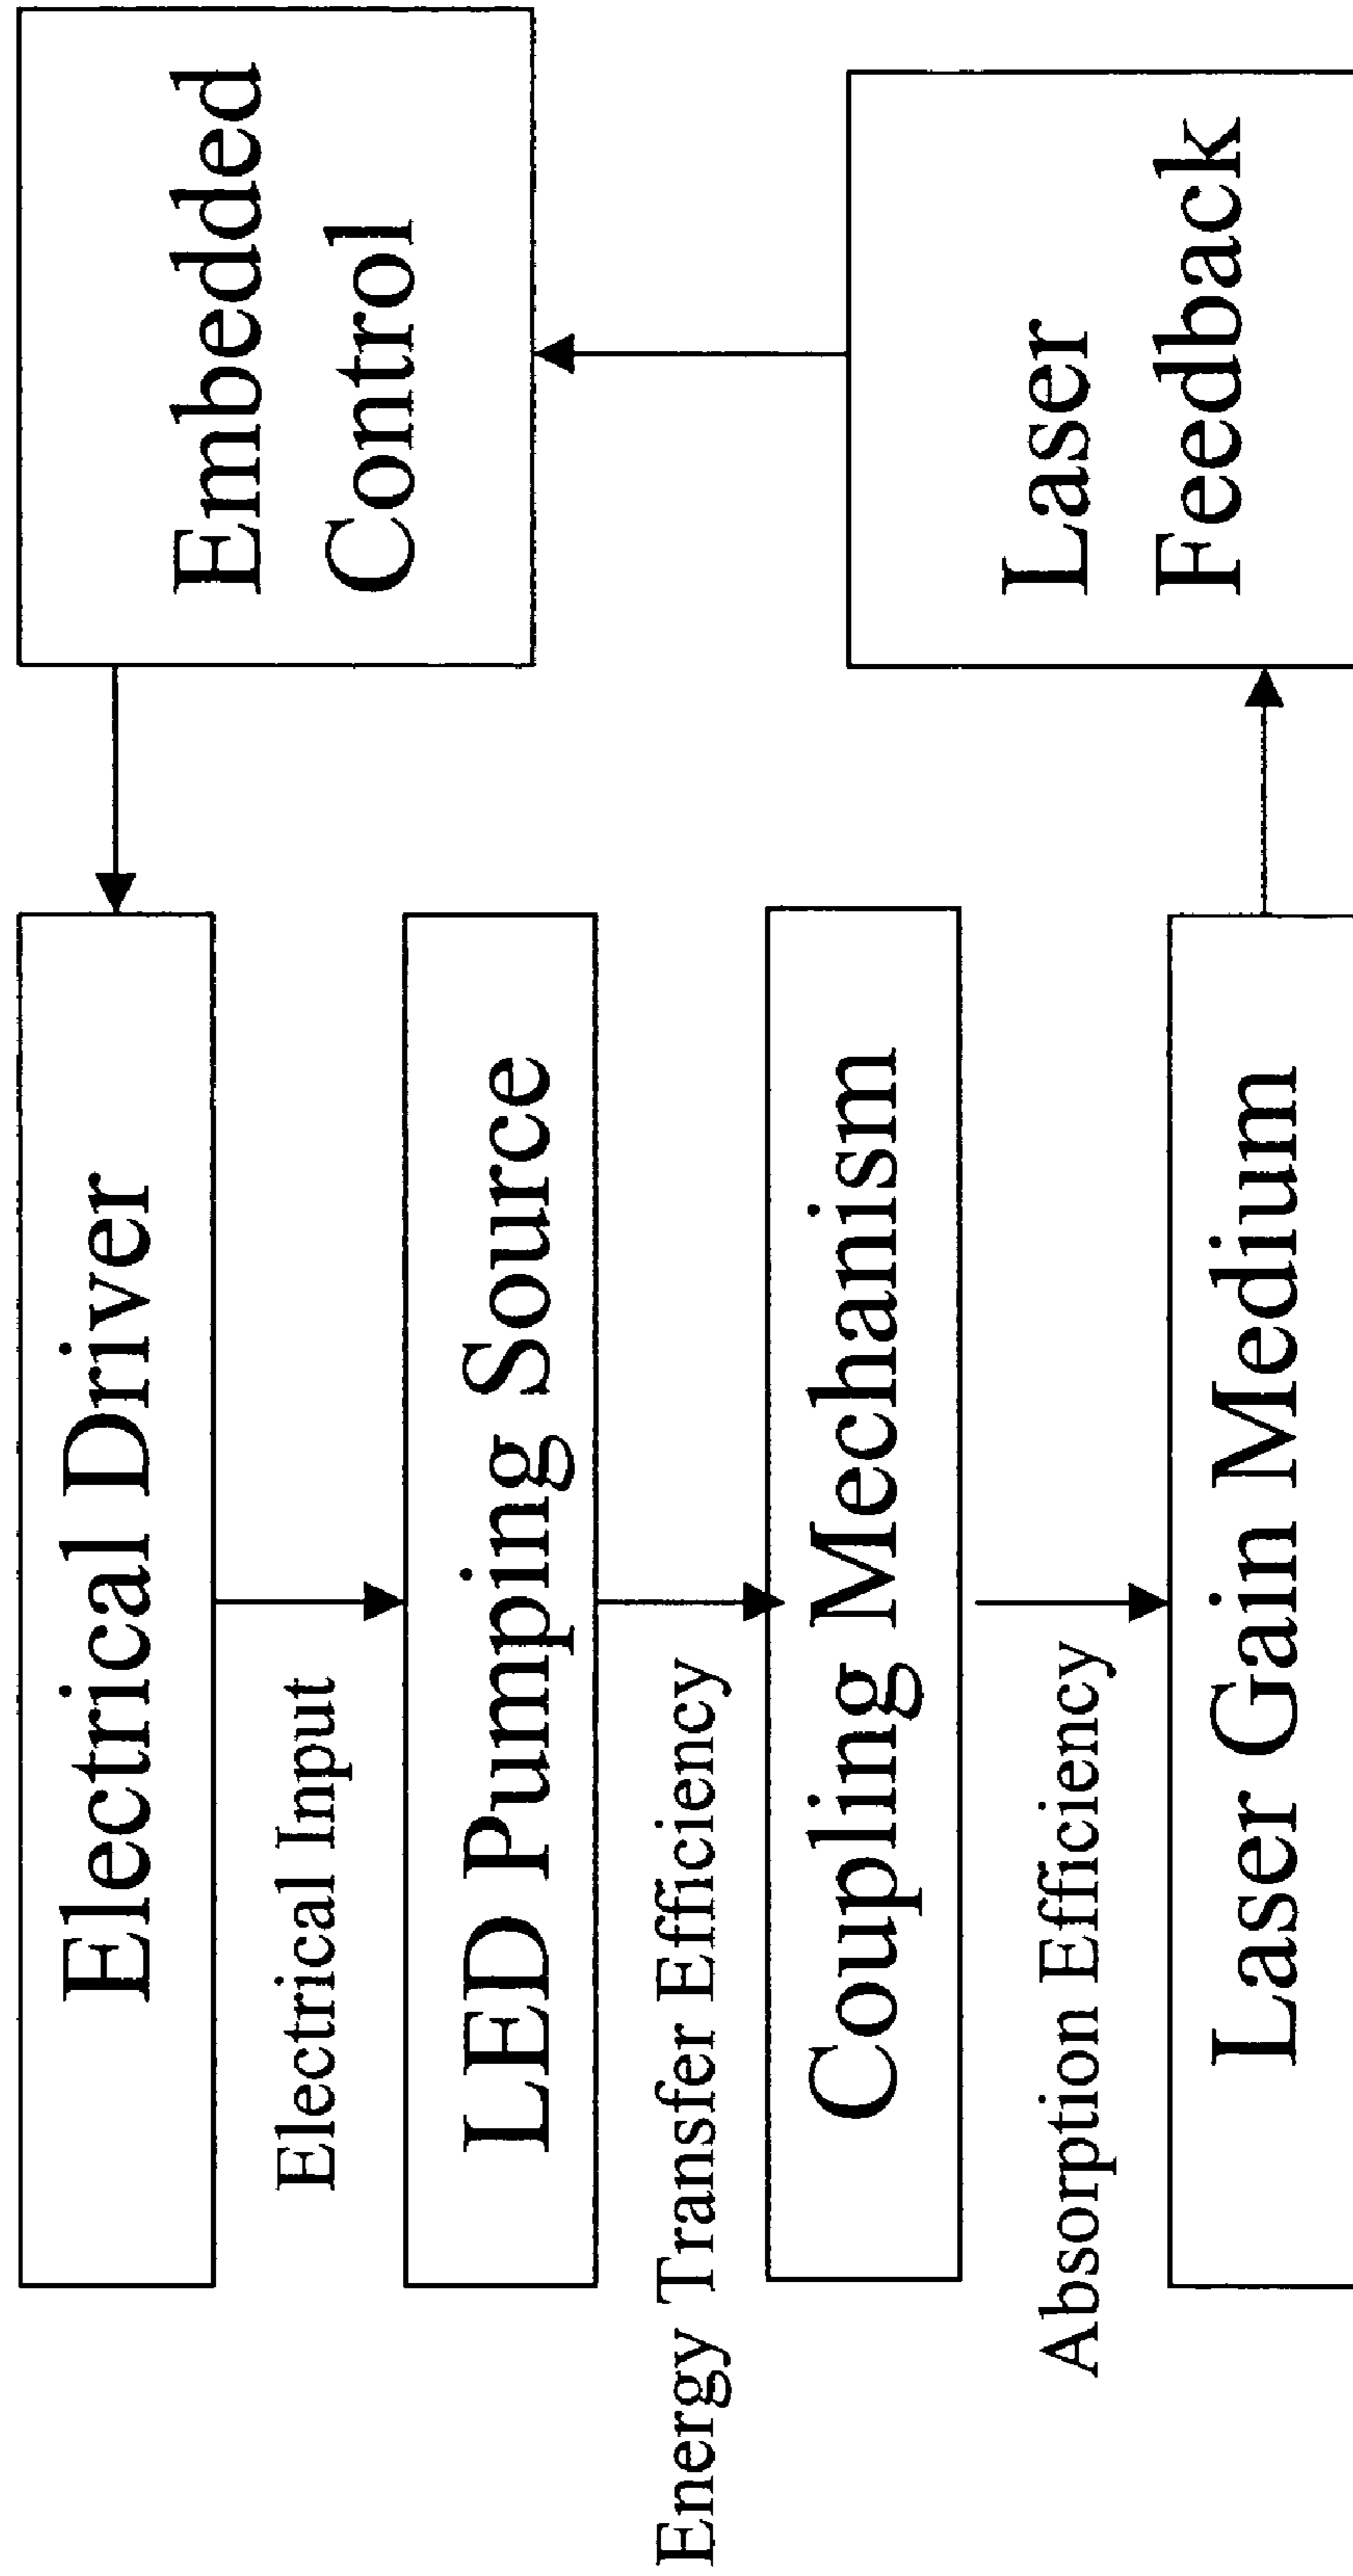 Electrical Driver
Electrical Input
LED Pumping Source
Energy Transfer Efficiency
Coupling Mechanism
Absorption Efficiency
Laser Gain Medium
Embedded
Control
Laser
Feedback